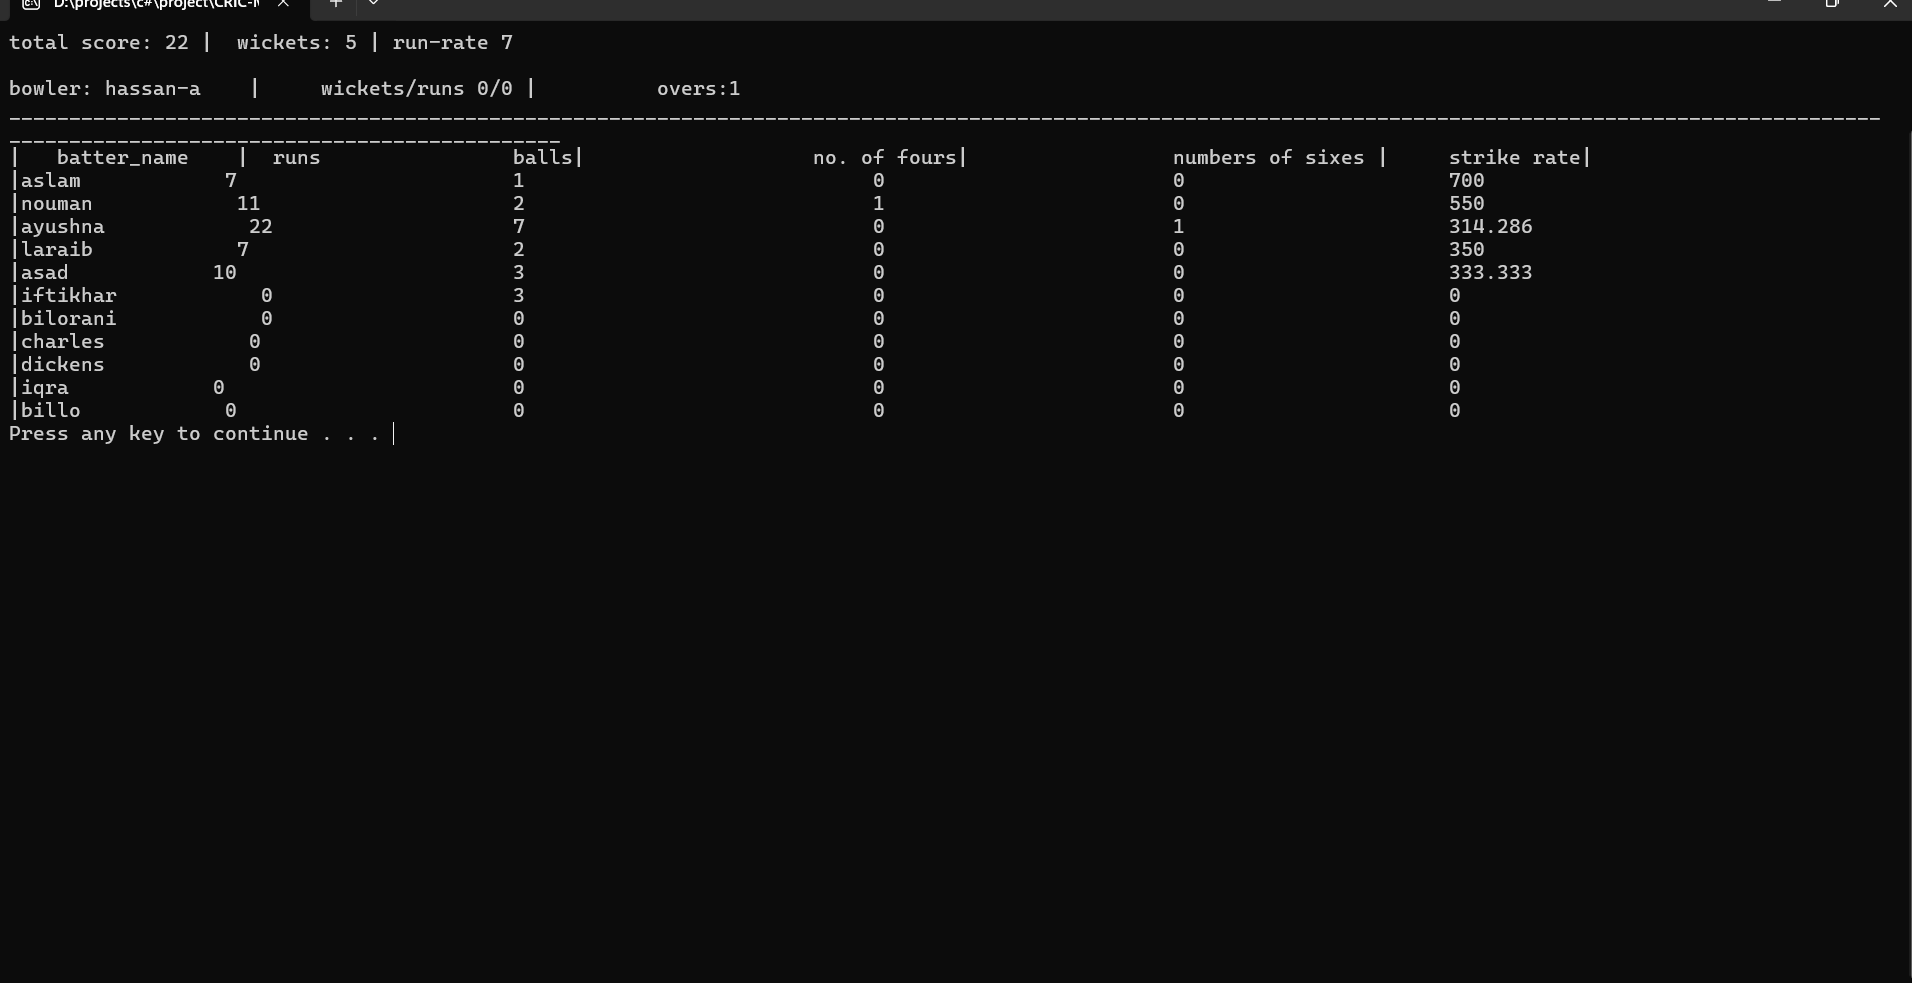 D:\projects\c#\project\CRIC-
total score: 22 |  wickets: 5 | run-rate 7
bowler: hassan-a    |     wickets/runs 0/0 |          overs:1
------------------------------------------------------------------------------------------------------------------------------------------------------------
----------------------------------------------
|   batter_name    |  runs                balls|                   no. of fours|                 numbers of sixes |     strike rate|
|aslam            7                       1                             0                        0                      700
|nouman            11                     2                             1                        0                      550
|ayushna            22                    7                             0                        1                      314.286
|laraib            7                      2                             0                        0                      350
|asad            10                       3                             0                        0                      333.333
|iftikhar            0                    3                             0                        0                      0
|bilorani            0                    0                             0                        0                      0
|charles            0                     0                             0                        0                      0
|dickens            0                     0                             0                        0                      0
|iqra            0                        0                             0                        0                      0
|billo            0                       0                             0                        0                      0
Press any key to continue . . .